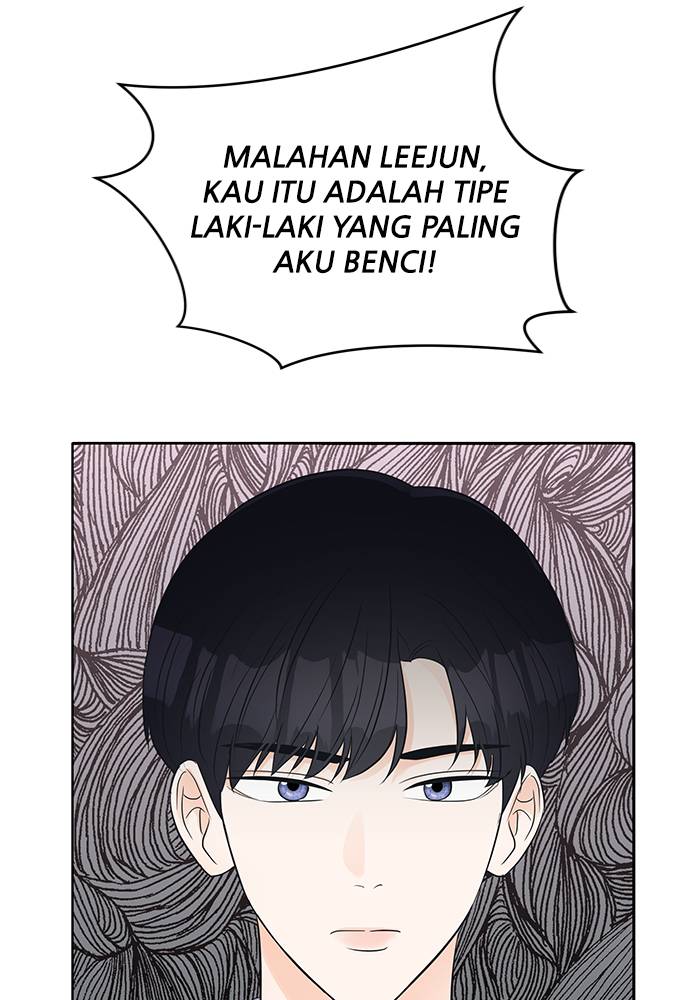 MALAHAN LEEJUN,
KAU ITU ADALAH TIPE
LAKI-LAKI YANG PALING
AKU BENCI!